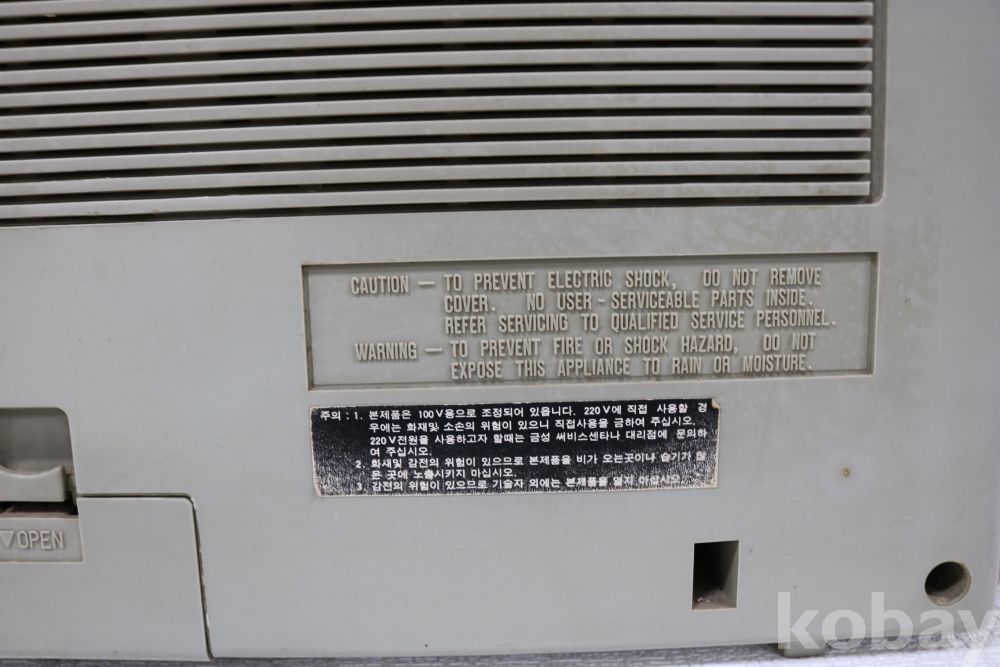 CAUTION — TO PREVENT ELECTRIC SHOCK, DO NOT REMOVE
COVER. NO USER-SERVICEABLE PARTS INSIDE.
REFER SERVICING TO QUALIFIED SERVICE PERSONNEL.
WARNING — TO PREVENT FIRE OR SHOCK HAZARD, DO NOT
EXPOSE THIS APPLIANCE TO RAIN OR MOISTURE.
주의 : 1. 본제품은 100V용으로 조정되어 있읍니다. 220V에 직접 사용할 경
우에는 화재및 소손의 위험이 있으니 직접사용을 금하여 주십시오.
220V전원을 사용하고자 할때는 금성 써비스센타나 대리점에 문의하
여 주십시오.
2. 화재및 감전의 위험이 있으므로 본제품을 비가 오는곳이나 습기가 많
은 곳에 노출시키지 마십시오.
3. 감전의 위험이 있으므로 기술자 외에는 본제품을 열지 마십시오.
▽OPEN
kobay